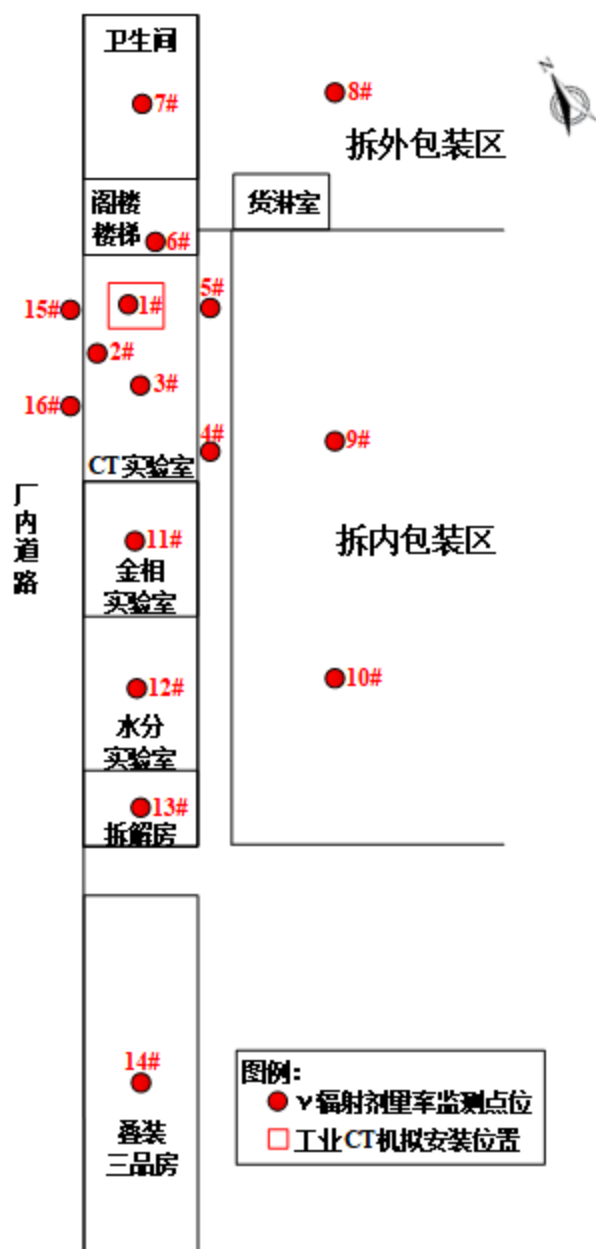 卫生间
7#
8#
N
拆外包装区
阁楼
楼梯
6#
货淋室
1#
5#
15#
2#
3#
16#
4#
9#
CT实验室
厂内道路
11#
金相
实验室
拆内包装区
12#
10#
水分
实验室
13#
拆解房
14#
叠装
三品房
图例：
γ辐射剂量率监测点位
工业CT机拟安装位置